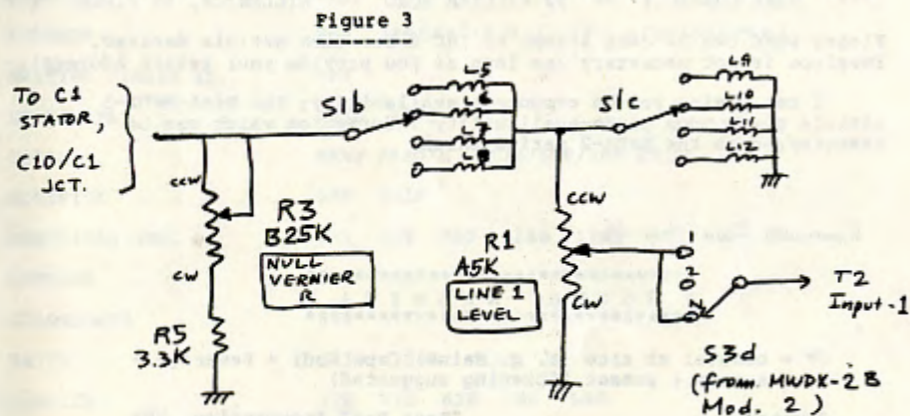 Figure 3
To C1
STATOR,
C10/C1
JCT.
S1b
L5
L6
L7
L8
S1c
L9
L10
L11
L12
CCW
R3
B25K
CW
NULL
VERNIER
R
R5
3.3K
CCW
R1
A5K
LINE 1
LEVEL
CW
1
2
N
T2
Input-1
S3d
(from MWDX-2B
Mod. 2)